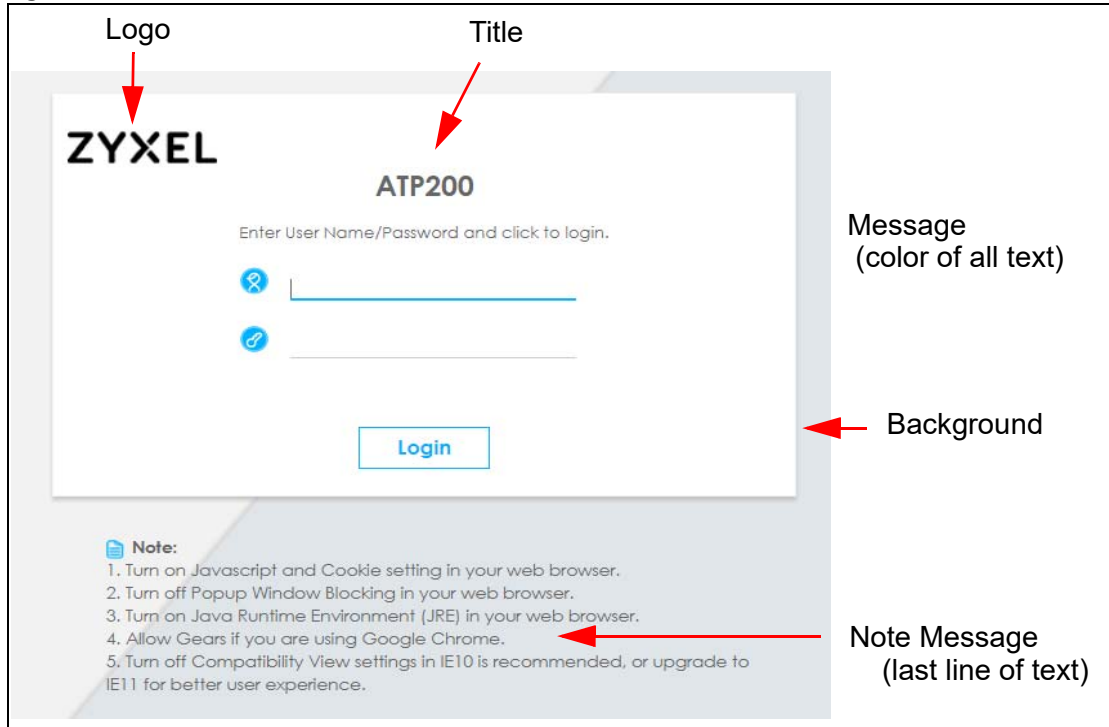 Logo
Title
ZYXEL
ATP200
Enter User Name/Password and click to login.
Message
(color of all text)
Background
Login
Note:
1. Turn on Javascript and Cookie setting in your web browser.
2. Turn off Popup Window Blocking in your web browser.
3. Turn on Java Runtime Environment (JRE) in your web browser.
4. Allow Gears if you are using Google Chrome.
5. Turn off Compatibility View settings in IE10 is recommended, or upgrade to
IE11 for better user experience.
Note Message
(last line of text)